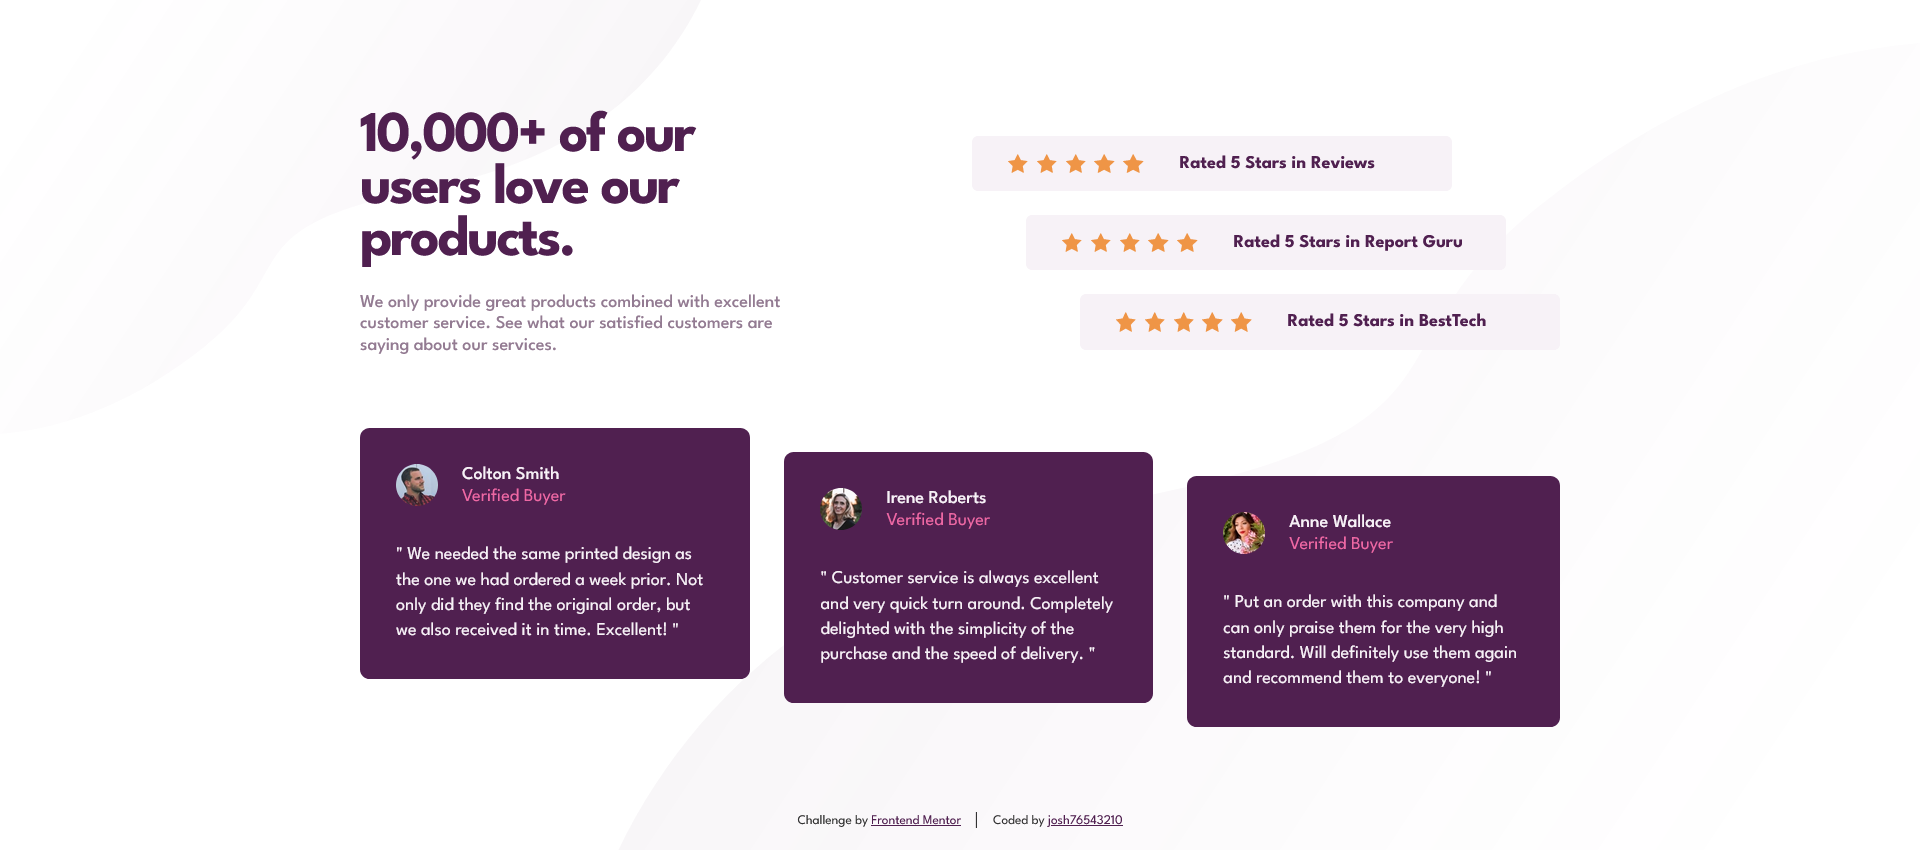 10,000+ of our
users love our
products.
We only provide great products combined with excellent
customer service. See what our satisfied customers are
saying about our services.
Rated 5 Stars in Reviews
Rated 5 Stars in Report Guru
Rated 5 Stars in BestTech
Colton Smith
Verified Buyer
" We needed the same printed design as
the one we had ordered a week prior. Not
only did they find the original order, but
we also received it in time. Excellent! "
Irene Roberts
Verified Buyer
" Customer service is always excellent
and very quick turn around. Completely
delighted with the simplicity of the
purchase and the speed of delivery. "
Anne Wallace
Verified Buyer
" Put an order with this company and
can only praise them for the very high
standard. Will definitely use them again
and recommend them to everyone! "
Challenge by Frontend Mentor | Coded by josh76543210